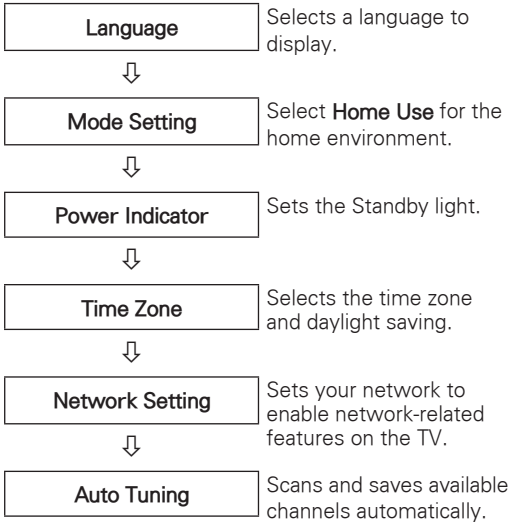 Language
Selects a language to
display.
⇩
Mode Setting
Select Home Use for the
home environment.
⇩
Power Indicator
Sets the Standby light.
⇩
Time Zone
Selects the time zone
and daylight saving.
⇩
Network Setting
Sets your network to
enable network-related
features on the TV.
⇩
Auto Tuning
Scans and saves available
channels automatically.